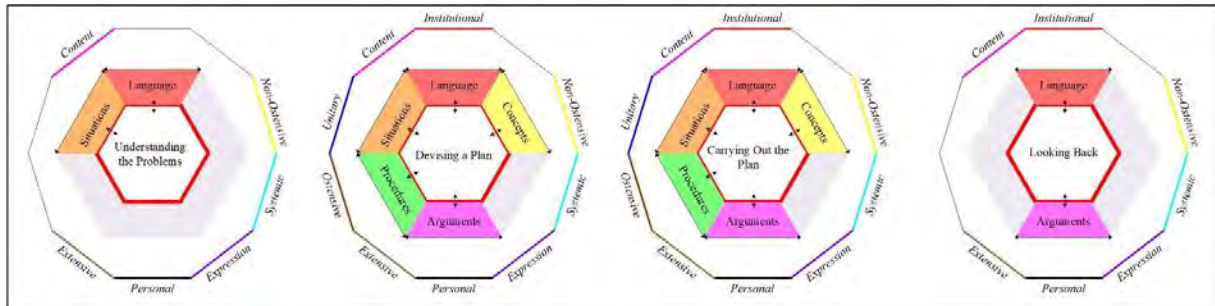 Content
Non-Ostensive
Language
Situations
Understanding
the Problems
Systemic
Extensive
Expression
Personal
Institutional
Content
Non-Ostensive
Unitary
Language
Situations
Concepts
Devising a Plan
Procedures
Ostensive
Systemic
Arguments
Extensive
Expression
Personal
Institutional
Content
Non-Ostensive
Unitary
Language
Situations
Concepts
Carrying Out the
Plan
Procedures
Ostensive
Systemic
Arguments
Extensive
Expression
Personal
Institutional
Content
Non-Ostensive
Language
Looking Back
Systemic
Arguments
Extensive
Expression
Personal